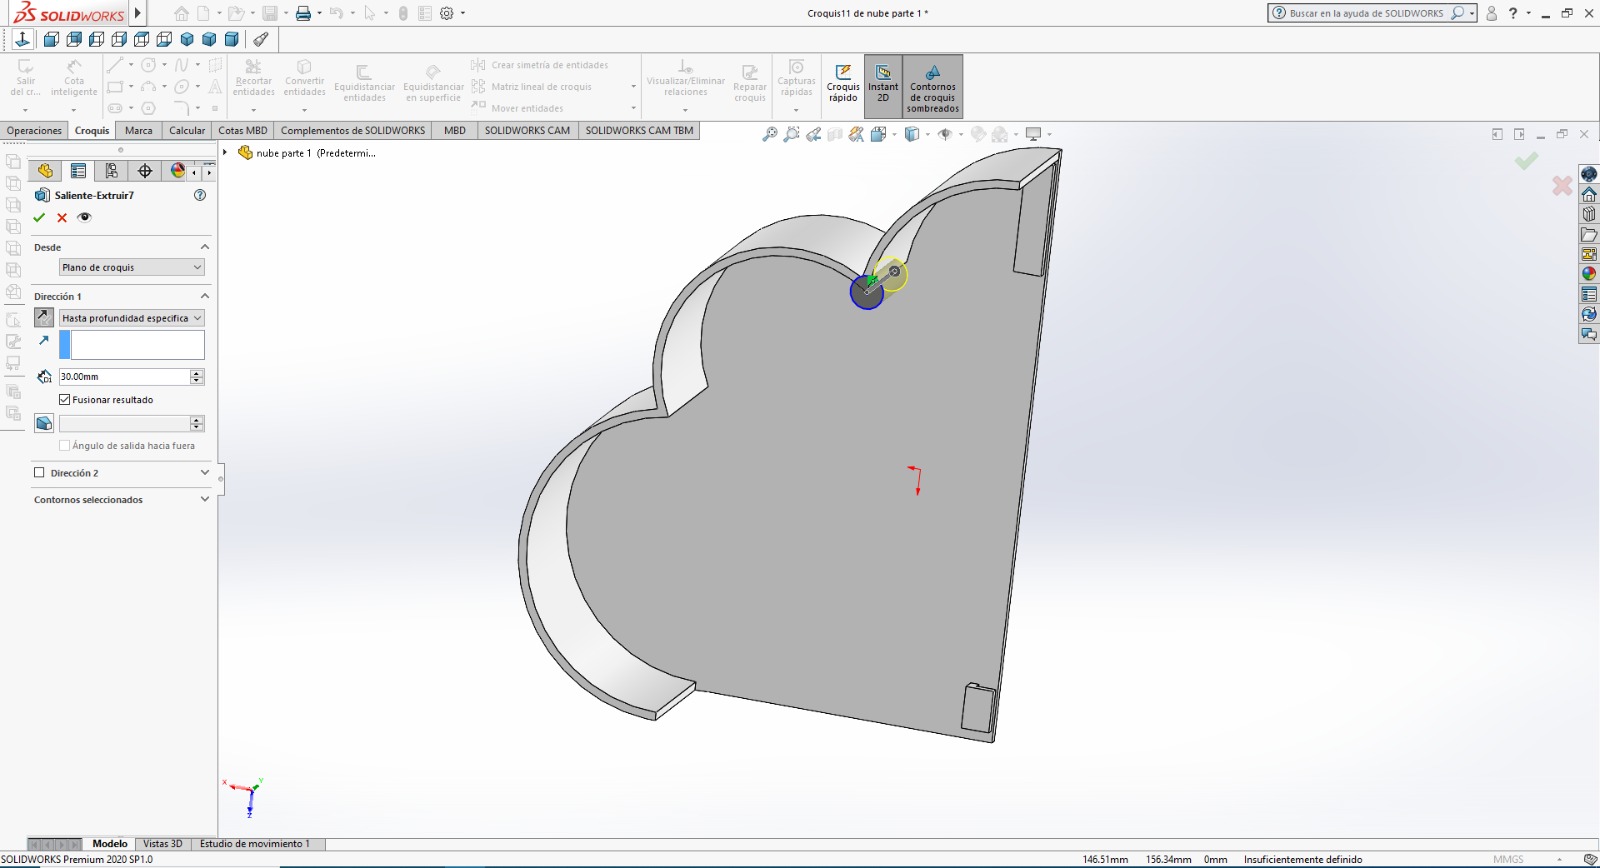 SOLIDWORKS
Croquis11 de nube parte 1 *
Buscar en la ayuda de SOLIDWORKS
Salir del cr...
Cota inteligente
Recortar entidades
Convertir entidades
Equidistanciar entidades
Equidistanciar en superficie
Crear simetría de entidades
Matriz lineal de croquis
Mover entidades
Visualizar/Eliminar relaciones
Reparar croquis
Capturas rápidas
Croquis rápido
Instant 2D
Contornos de croquis sombreados
Operaciones Croquis Marca Calcular Cotas MBD Complementos de SOLIDWORKS MBD SOLIDWORKS CAM SOLIDWORKS CAM TBM
nube parte 1 (Predetermi...
Saliente-Extruir7
Desde
Plano de croquis
Dirección 1
Hasta profundidad específica
D1
30.00mm
Fusionar resultado
Ángulo de salida hacia fuera
Dirección 2
Contornos seleccionados
X Y Z
Modelo Vistas 3D Estudio de movimiento 1
SOLIDWORKS Premium 2020 SP1.0
146.51mm 156.34mm 0mm Insuficientemente definido MMGS